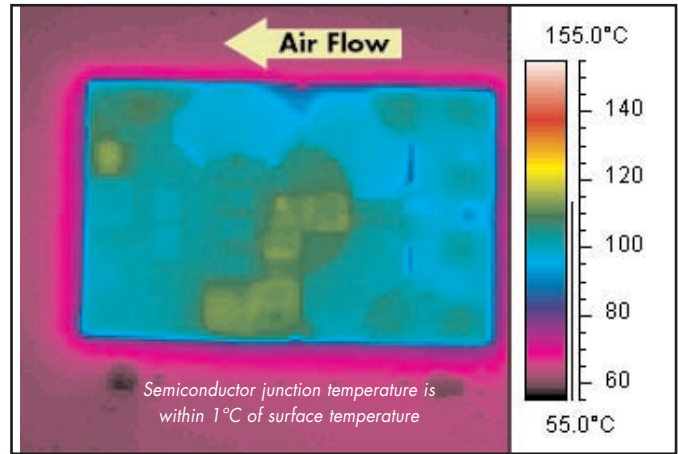 Air Flow
155.0°C
140
120
100
80
60
55.0°C
Semiconductor junction temperature is
within 1°C of surface temperature